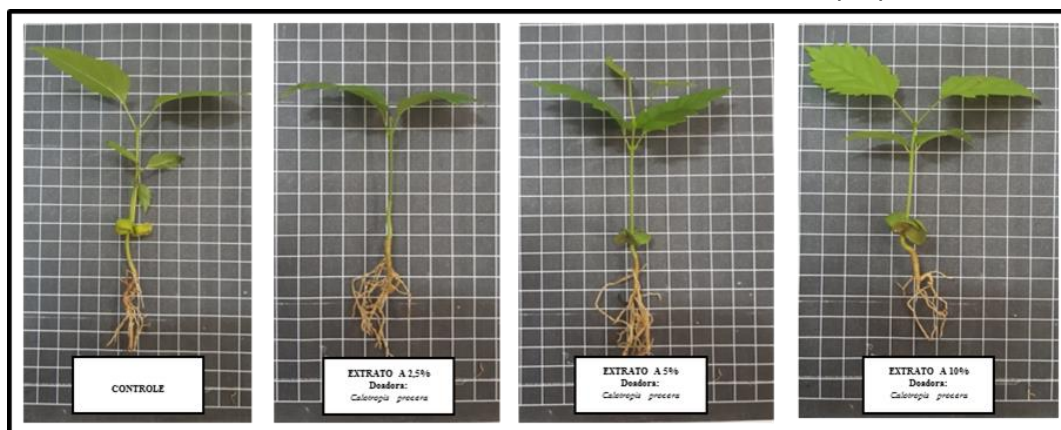 CONTROLE
EXTRATO A 2,5%
Doadora:
Calotropis procera
EXTRATO A 5%
Doadora:
Calotropis procera
EXTRATO A 10%
Doadora:
Calotropis procera